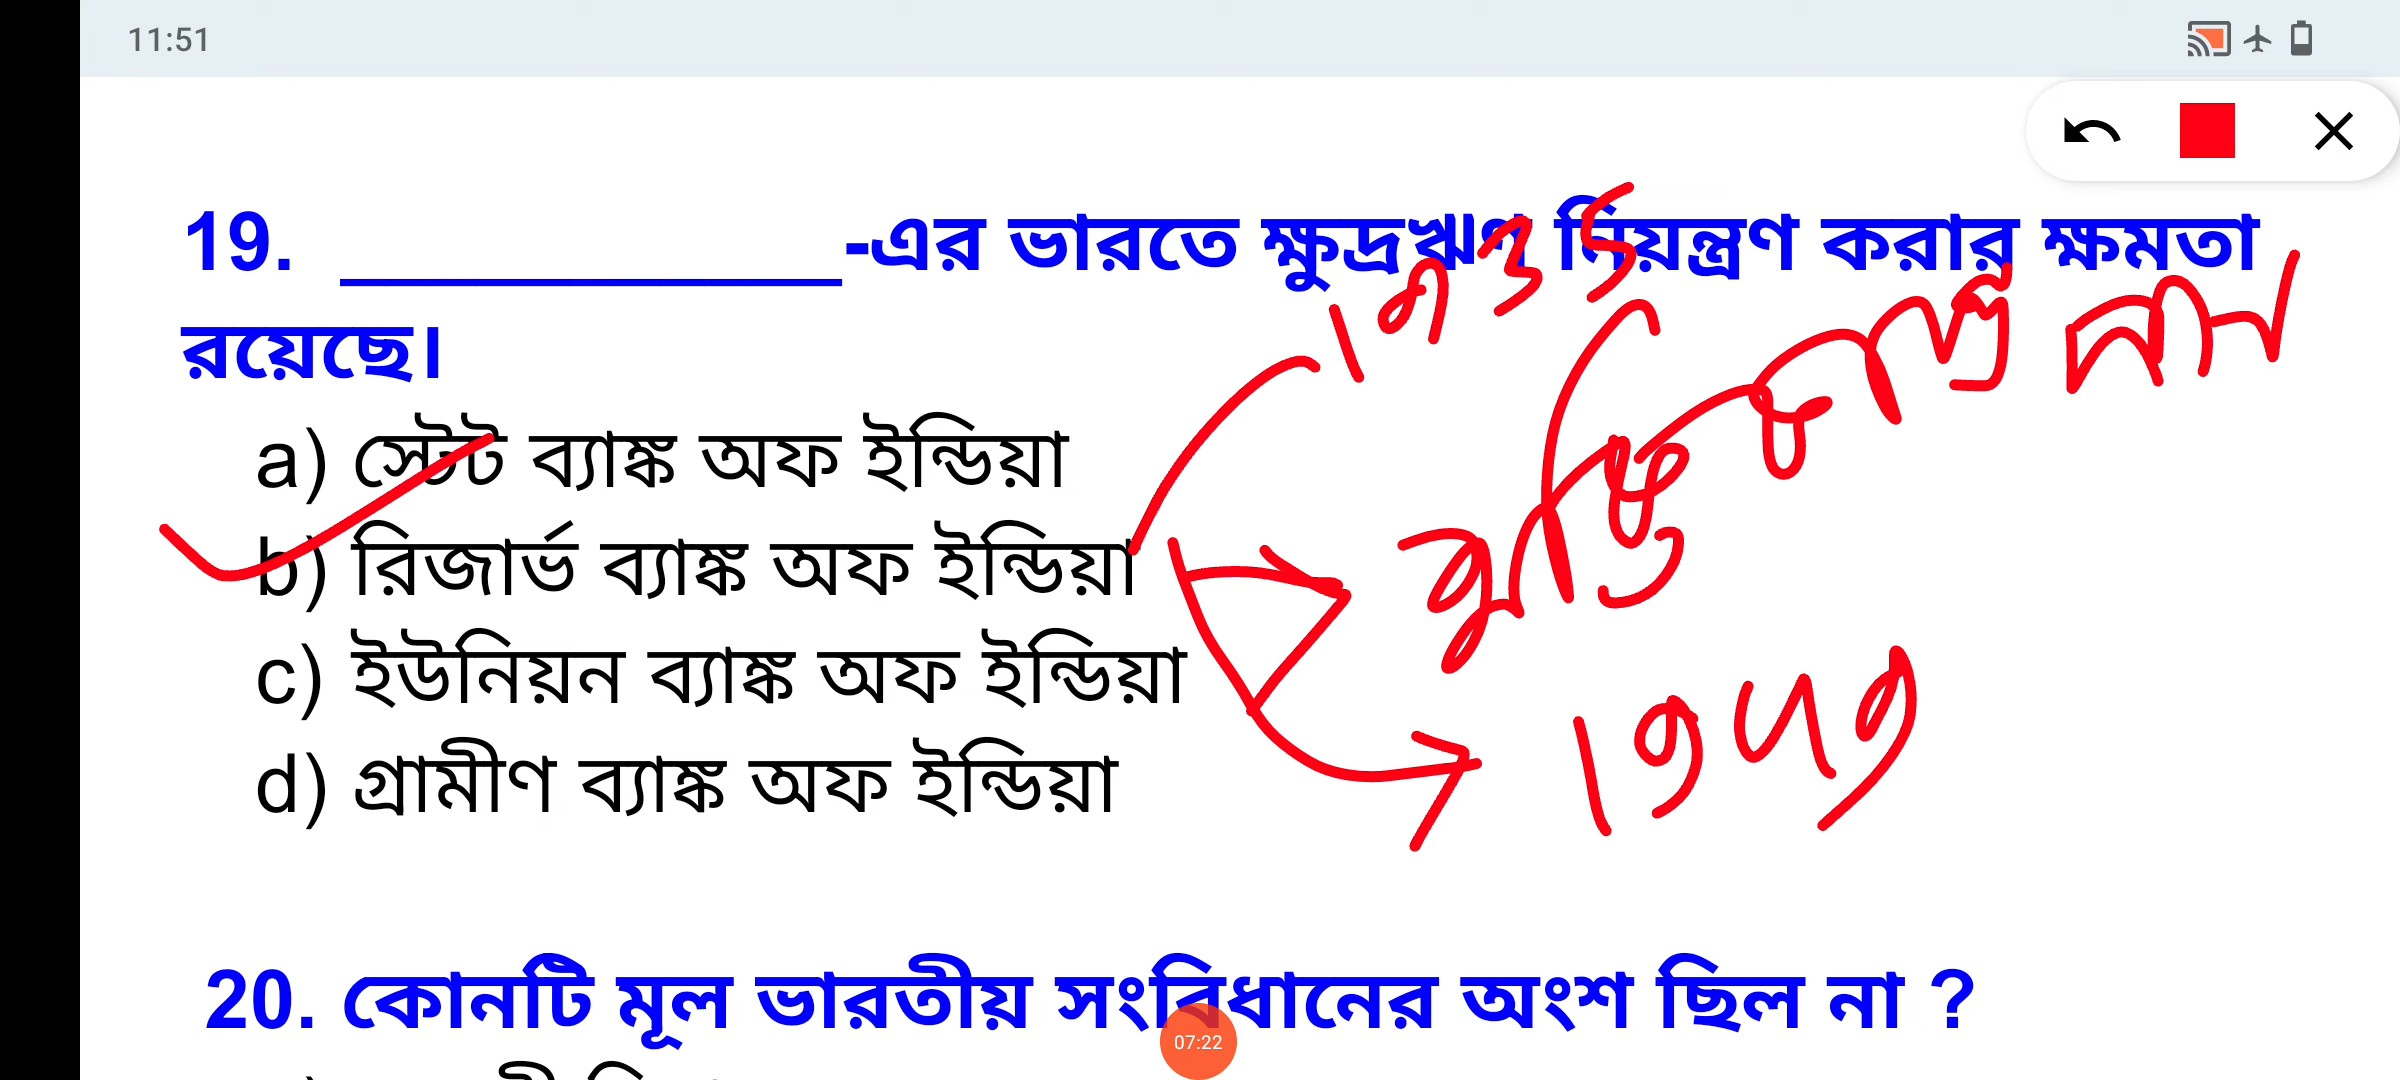 11:51
19. ______________-এর ভারতে ক্ষুদ্রঋণ নিয়ন্ত্রণ করার ক্ষমতা
রয়েছে।
a) স্টেট ব্যাঙ্ক অফ ইন্ডিয়া
b) রিজার্ভ ব্যাঙ্ক অফ ইন্ডিয়া
c) ইউনিয়ন ব্যাঙ্ক অফ ইন্ডিয়া
d) গ্রামীণ ব্যাঙ্ক অফ ইন্ডিয়া
1935
1949
20. কোনটি মূল ভারতীয় সংবিধানের অংশ ছিল না ?
07:22